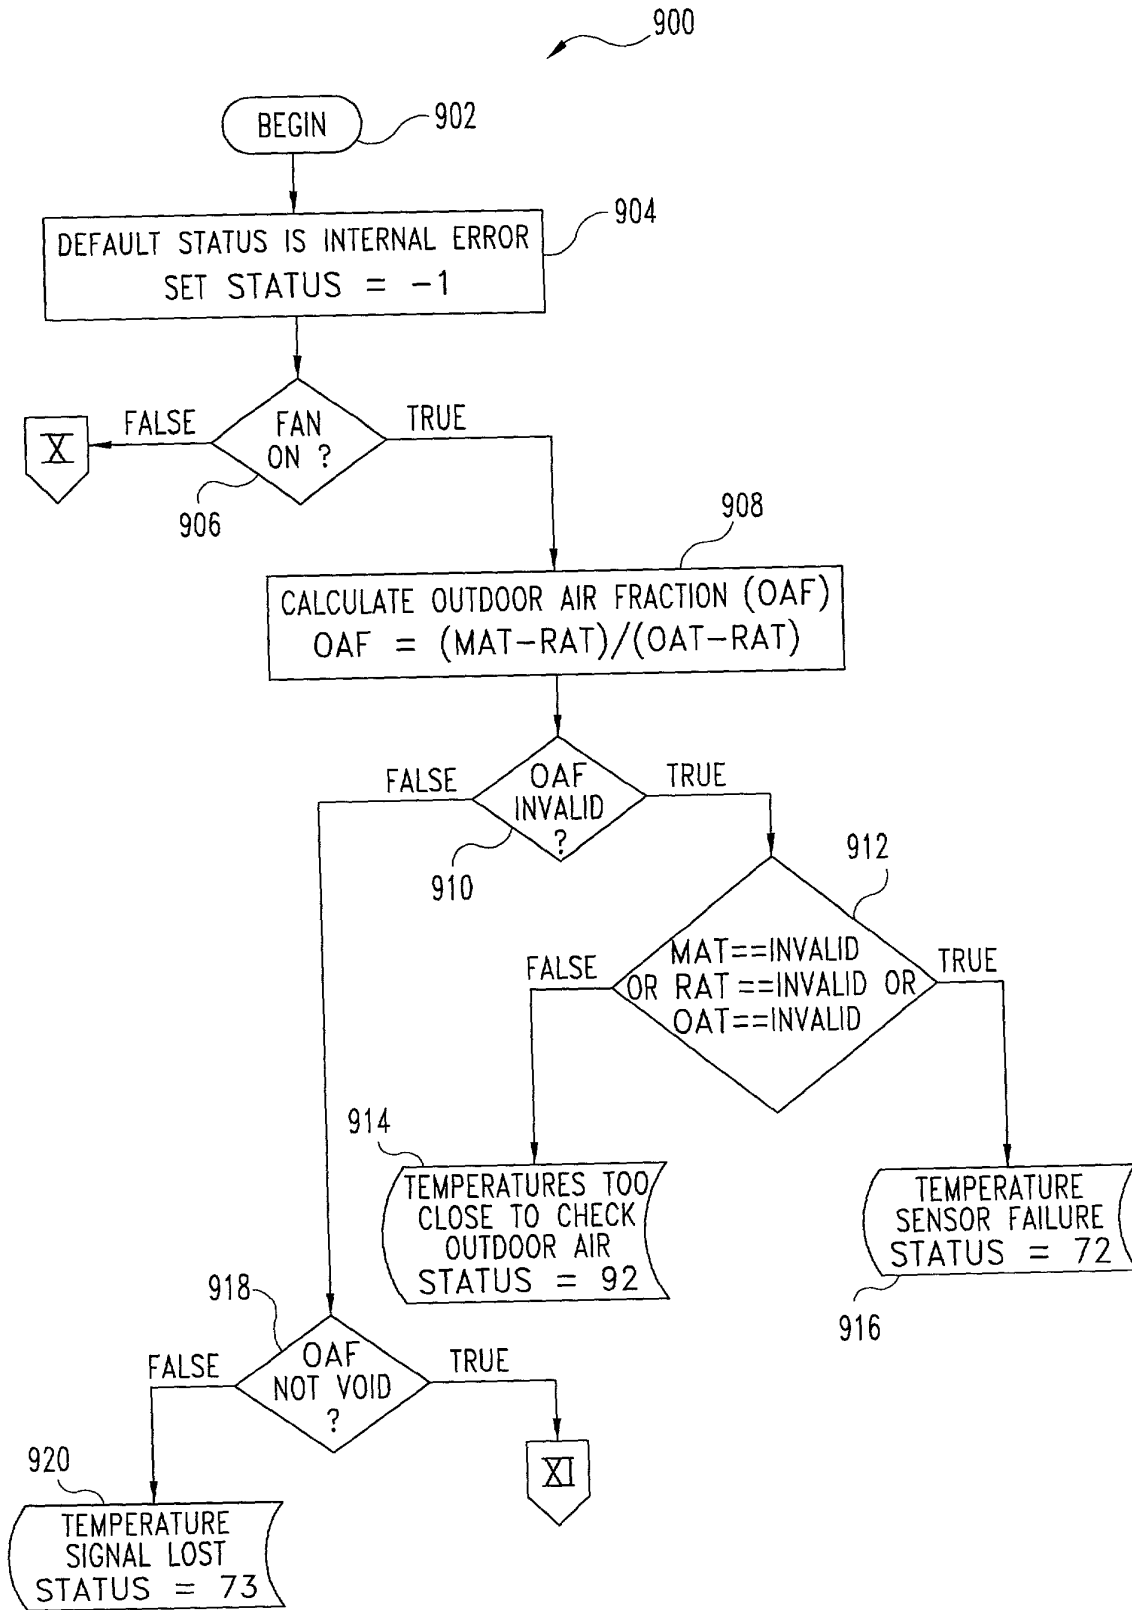 900
BEGIN
902
904
DEFAULT STATUS IS INTERNAL ERROR
SET STATUS = -1
FALSE
TRUE
FAN
ON ?
X
906
908
CALCULATE OUTDOOR AIR FRACTION (OAF)
OAF = (MAT-RAT)/(OAT-RAT)
FALSE
TRUE
OAF
INVALID
?
910
912
MAT==INVALID
OR RAT==INVALID OR
OAT==INVALID
FALSE
TRUE
914
TEMPERATURES TOO
CLOSE TO CHECK
OUTDOOR AIR
STATUS = 92
TEMPERATURE
SENSOR FAILURE
STATUS = 72
916
918
OAF
NOT VOID
?
FALSE
TRUE
XI
920
TEMPERATURE
SIGNAL LOST
STATUS = 73